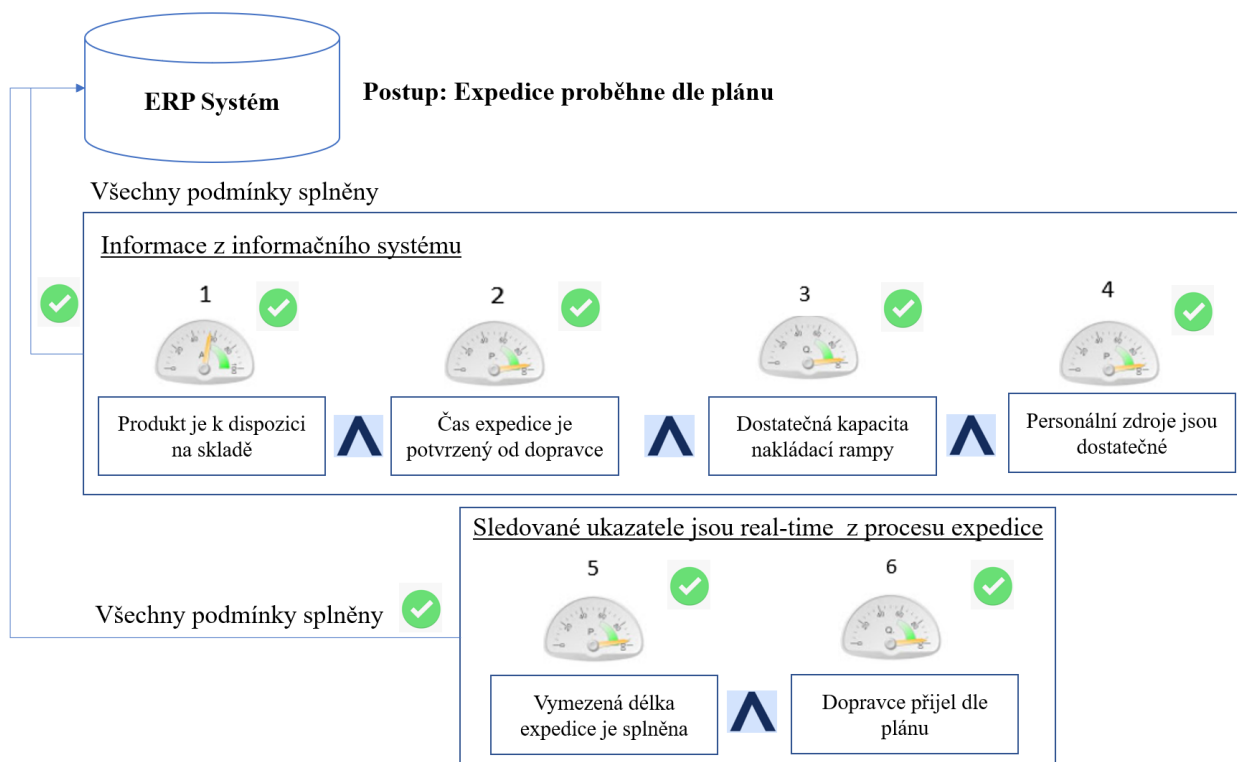 ERP Systém
Postup: Expedice proběhne dle plánu
Všechny podmínky splněny
Informace z informačního systému
1
2
3
4
Produkt je k dispozici
na skladě
Čas expedice je
potvrzený od dopravce
Dostatečná kapacita
nakládací rampy
Personální zdroje jsou
dostatečné
Sledované ukazatele jsou real-time z procesu expedice
5
6
Všechny podmínky splněny
Vymezená délka
expedice je splněna
Dopravce přijel dle
plánu